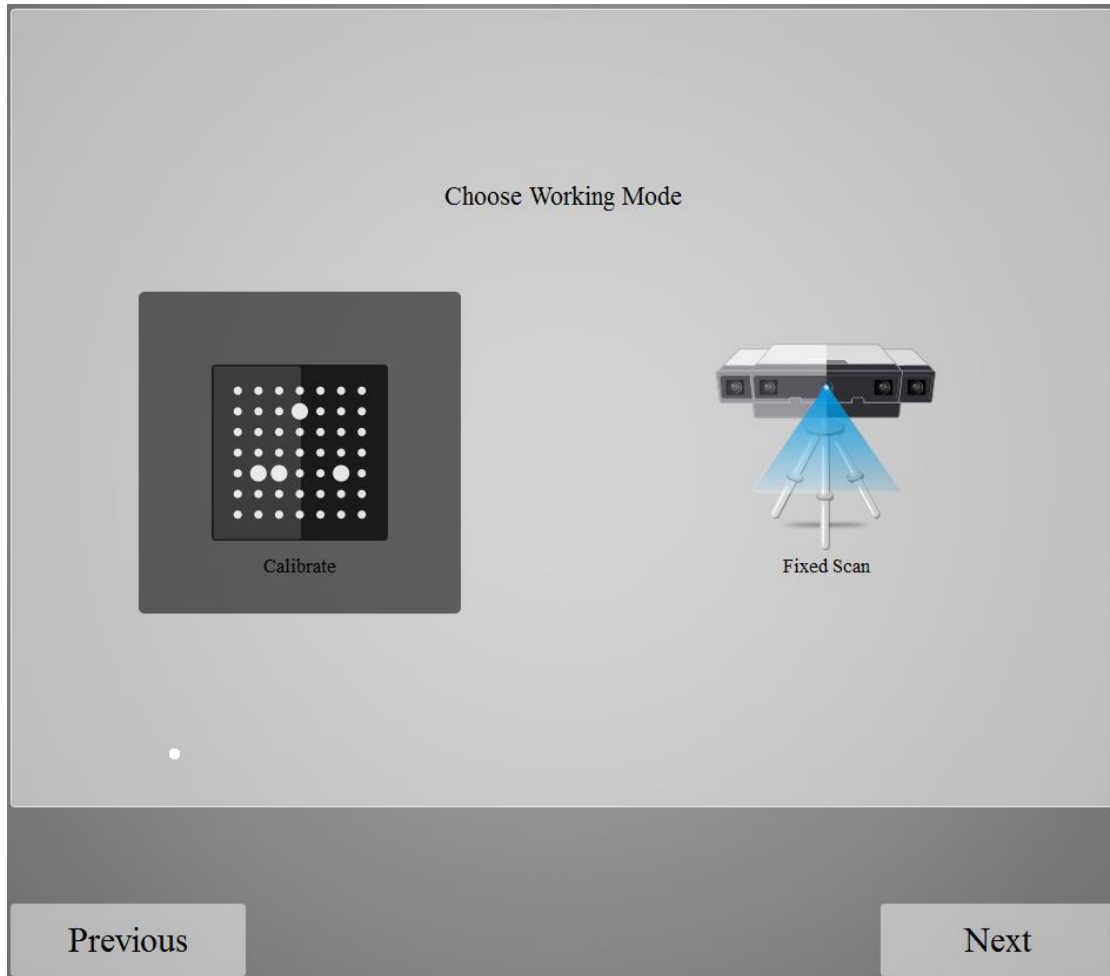 Choose Working Mode
Calibrate
Fixed Scan
Previous
Next